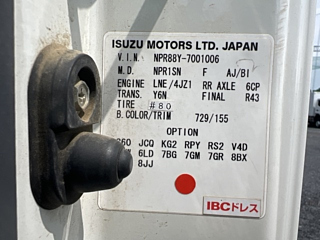 ISUZU MOTORS LTD. JAPAN
V.I.N. NPR88Y-7001006
M.D. NPR1SN F AJ/BI
ENGINE LNE/4JZ1 RR AXLE 6CP
TRANS. Y6N FINAL R43
TIRE #80
B.COLOR/TRIM 729/155
OPTION
JCQ KG2 RPY RS2 V4D
6LD 7BG 7GM 7GR 8BX
8JJ
IBCドレス